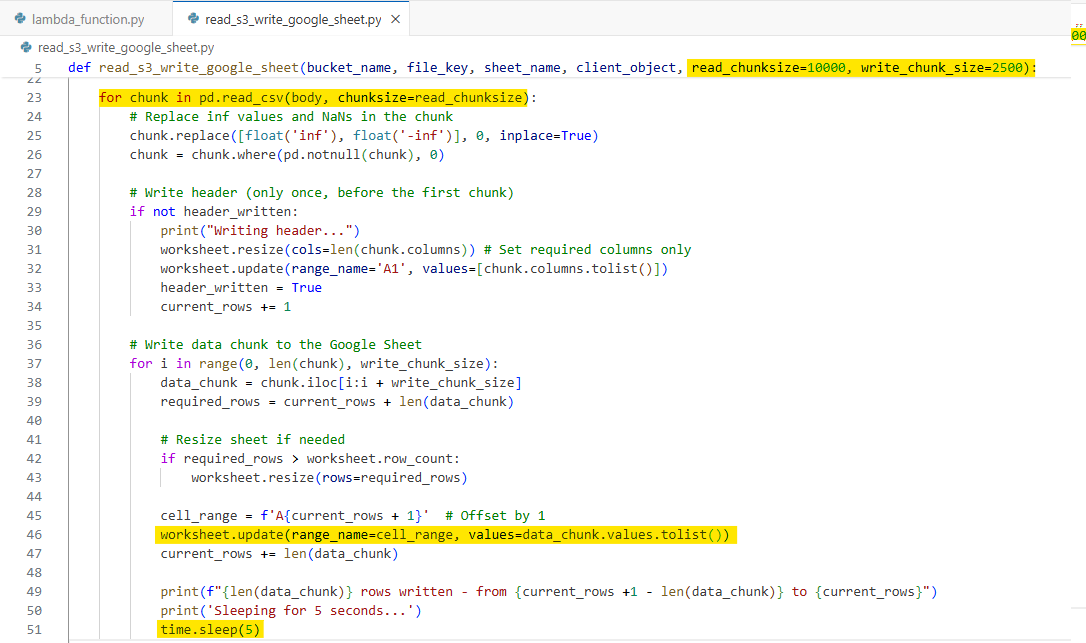 lambda_function.py
read_s3_write_google_sheet.py ×
read_s3_write_google_sheet.py
5 def read_s3_write_google_sheet(bucket_name, file_key, sheet_name, client_object, read_chunksize=10000, write_chunk_size=2500):
22
23 for chunk in pd.read_csv(body, chunksize=read_chunksize):
24 # Replace inf values and NaNs in the chunk
25 chunk.replace([float('inf'), float('-inf')], 0, inplace=True)
26 chunk = chunk.where(pd.notnull(chunk), 0)
27
28 # Write header (only once, before the first chunk)
29 if not header_written:
30 print("Writing header...")
31 worksheet.resize(cols=len(chunk.columns)) # Set required columns only
32 worksheet.update(range_name='A1', values=[chunk.columns.tolist()])
33 header_written = True
34 current_rows += 1
35
36 # Write data chunk to the Google Sheet
37 for i in range(0, len(chunk), write_chunk_size):
38 data_chunk = chunk.iloc[i:i + write_chunk_size]
39 required_rows = current_rows + len(data_chunk)
40
41 # Resize sheet if needed
42 if required_rows > worksheet.row_count:
43 worksheet.resize(rows=required_rows)
44
45 cell_range = f'A{current_rows + 1}' # Offset by 1
46 worksheet.update(range_name=cell_range, values=data_chunk.values.tolist())
47 current_rows += len(data_chunk)
48
49 print(f"{len(data_chunk)} rows written - from {current_rows +1 - len(data_chunk)} to {current_rows}")
50 print('Sleeping for 5 seconds...')
51 time.sleep(5)